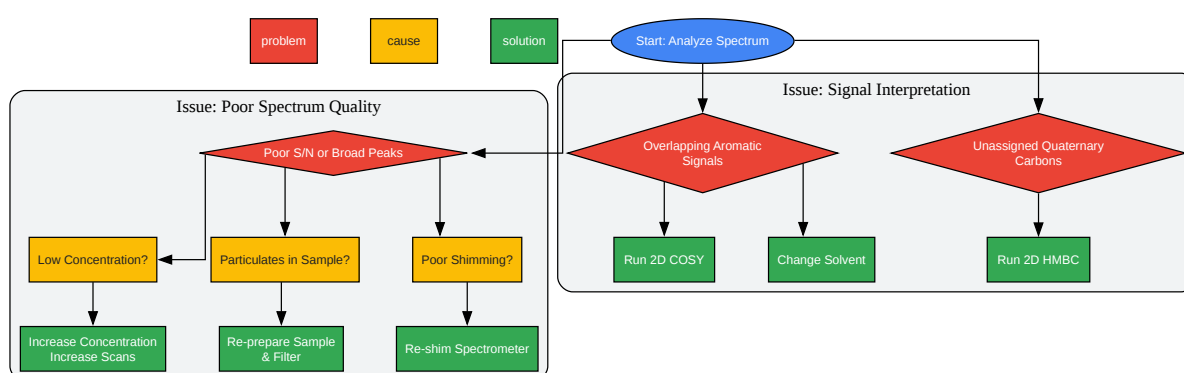 problem
cause
solution
Start: Analyze Spectrum
Issue: Poor Spectrum Quality
Issue: Signal Interpretation
Poor S/N or Broad Peaks
Overlapping Aromatic
Signals
Unassigned Quaternary
Carbons
Low Concentration?
Particulates in Sample?
Poor Shimming?
Run 2D COSY
Change Solvent
Run 2D HMBC
Increase Concentration
Increase Scans
Re-prepare Sample
& Filter
Re-shim Spectrometer